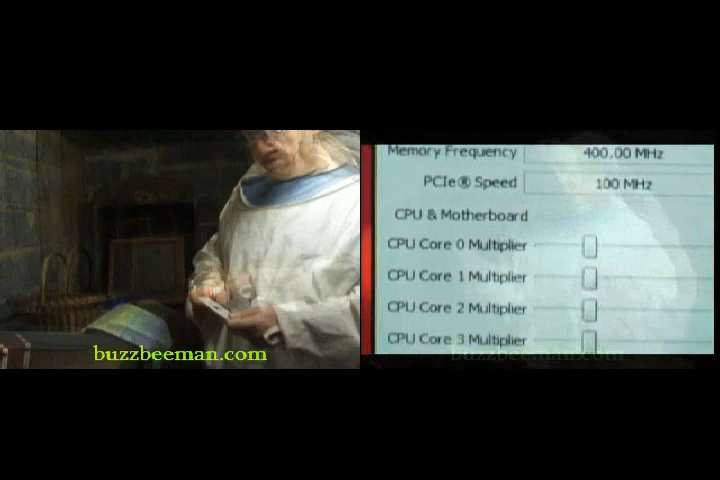 buzzbeeman.com
Memory Frequency 400.00 MHz
PCIe® Speed 100 MHz
CPU & Motherboard
CPU Core 0 Multiplier
CPU Core 1 Multiplier
CPU Core 2 Multiplier
CPU Core 3 Multiplier
buzzbeeman.com